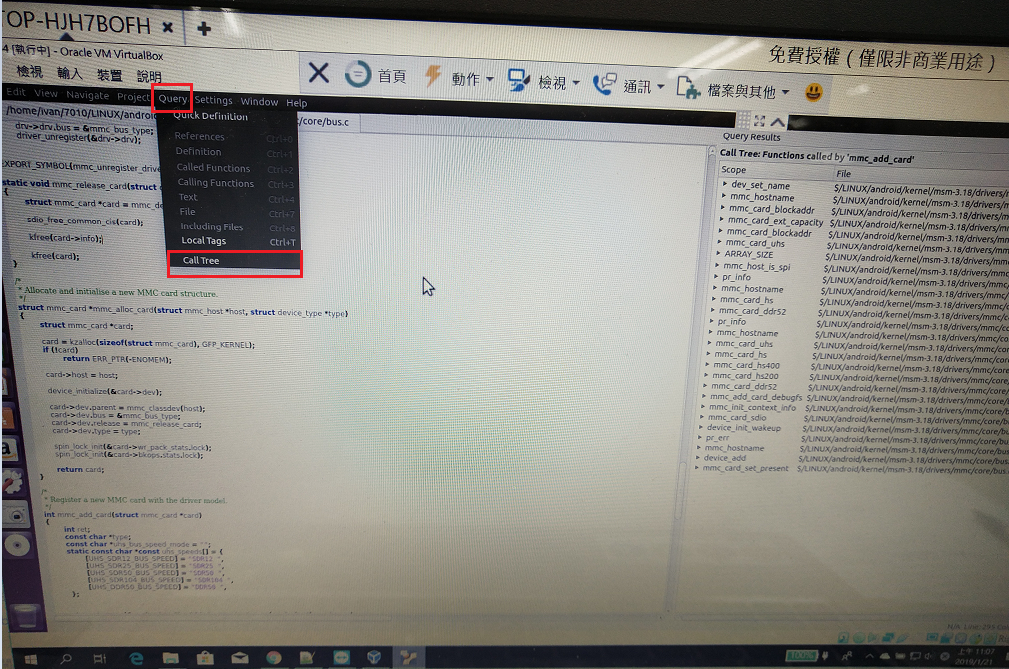 TOP-HJH7BOFH × +
4 [執行中] - Oracle VM VirtualBox
檢視 輸入 裝置 說明
首頁 動作 檢視 通訊 檔案與其他
免費授權 ( 僅限非商業用途 )
Edit View Navigate Project Query Settings Window Help
/home/ivan/7010/LINUX/android
c/core/bus.c
Quick Definition
References Ctrl+0
Definition Ctrl+1
Called Functions Ctrl+2
Calling Functions Ctrl+3
Text Ctrl+4
File Ctrl+7
Including Files Ctrl+8
Local Tags Ctrl+T
Call Tree
drv->drv.bus = &mmc_bus_type;
driver_unregister(&drv->drv);
EXPORT_SYMBOL(mmc_unregister_drive
static void mmc_release_card(struct
{
struct mmc_card *card = mmc_de
sdio_free_common_cis(card);
kfree(card->info);
kfree(card);
}
/*
* Allocate and initialise a new MMC card structure.
*/
struct mmc_card *mmc_alloc_card(struct mmc_host *host, struct device_type *type)
{
struct mmc_card *card;
card = kzalloc(sizeof(struct mmc_card), GFP_KERNEL);
if (!card)
return ERR_PTR(-ENOMEM);
card->host = host;
device_initialize(&card->dev);
card->dev.parent = mmc_classdev(host);
card->dev.bus = &mmc_bus_type;
card->dev.release = mmc_release_card;
card->dev.type = type;
spin_lock_init(&card->wr_pack_stats.lock);
spin_lock_init(&card->bkops.stats.lock);
return card;
}
/*
* Register a new MMC card with the driver model.
*/
int mmc_add_card(struct mmc_card *card)
{
int ret;
const char *type;
const char *uhs_bus_speed_mode = "";
static const char *const uhs_speeds[] = {
[UHS_SDR12_BUS_SPEED] = "SDR12 ",
[UHS_SDR25_BUS_SPEED] = "SDR25 ",
[UHS_SDR50_BUS_SPEED] = "SDR50 ",
[UHS_SDR104_BUS_SPEED] = "SDR104 ",
[UHS_DDR50_BUS_SPEED] = "DDR50 ",
};
Query Results
Call Tree: Functions called by 'mmc_add_card'
Scope File
dev_set_name $/LINUX/android/kernel/msm-3.18/drivers/
mmc_hostname $/LINUX/android/kernel/msm-3.18/drivers/
mmc_card_blockaddr $/LINUX/android/kernel/msm-3.18/drivers/
mmc_card_ext_capacity $/LINUX/android/kernel/msm-3.18/drivers/
mmc_card_blockaddr $/LINUX/android/kernel/msm-3.18/drivers/
mmc_card_uhs $/LINUX/android/kernel/msm-3.18/drivers/
ARRAY_SIZE $/LINUX/android/kernel/msm-3.18/drivers/
mmc_host_is_spi $/LINUX/android/kernel/msm-3.18/drivers/
pr_info $/LINUX/android/kernel/msm-3.18/drivers/
mmc_hostname $/LINUX/android/kernel/msm-3.18/drivers/
mmc_card_hs $/LINUX/android/kernel/msm-3.18/drivers/
mmc_card_ddr52 $/LINUX/android/kernel/msm-3.18/drivers/
pr_info $/LINUX/android/kernel/msm-3.18/drivers/
mmc_hostname $/LINUX/android/kernel/msm-3.18/drivers/
mmc_card_uhs $/LINUX/android/kernel/msm-3.18/drivers/
mmc_card_hs $/LINUX/android/kernel/msm-3.18/drivers/
mmc_card_hs400 $/LINUX/android/kernel/msm-3.18/drivers/
mmc_card_hs200 $/LINUX/android/kernel/msm-3.18/drivers/
mmc_card_ddr52 $/LINUX/android/kernel/msm-3.18/drivers/
mmc_add_card_debugfs $/LINUX/android/kernel/msm-3.18/drivers/mmc/
mmc_init_context_info $/LINUX/android/kernel/msm-3.18/drivers/mmc/core
mmc_card_sdio $/LINUX/android/kernel/msm-3.18/drivers/mmc/core/
device_init_wakeup $/LINUX/android/kernel/msm-3.18/drivers/mmc/core/
pr_err $/LINUX/android/kernel/msm-3.18/drivers/mmc/core/
mmc_hostname $/LINUX/android/kernel/msm-3.18/drivers/mmc/core/
device_add $/LINUX/android/kernel/msm-3.18/drivers/mmc/core/bus
mmc_card_set_present $/LINUX/android/kernel/msm-3.18/drivers/mmc/core/bus.
100%
上午 11:07
2019/1/21